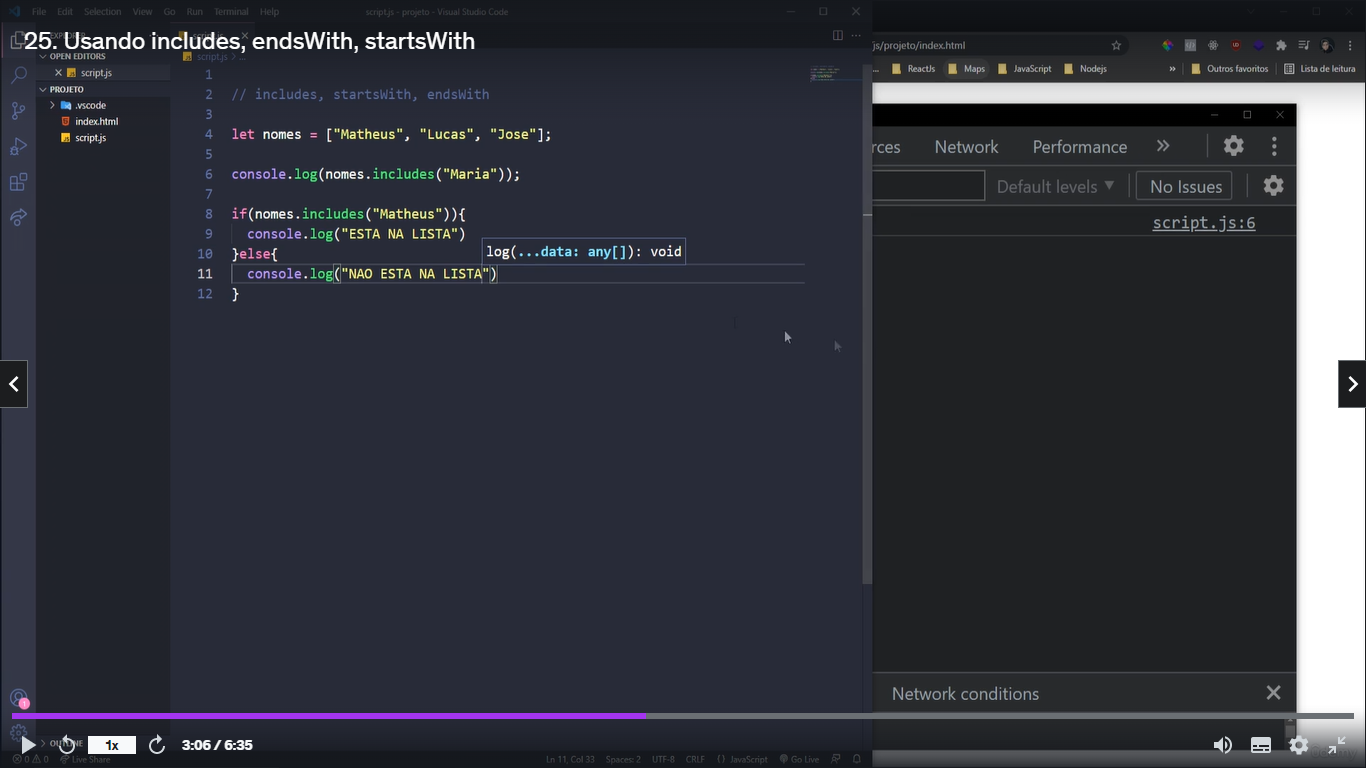 File Edit Selection View Go Run Terminal Help
script.js - projeto - Visual Studio Code
25. Usando includes, endsWith, startsWith
OPEN EDITORS
script.js
PROJETO
.vscode
index.html
script.js
script.js > ...
1
2 // includes, startsWith, endsWith
3
4 let nomes = ["Matheus", "Lucas", "Jose"];
5
6 console.log(nomes.includes("Maria"));
7
8 if(nomes.includes("Matheus")){
9 console.log("ESTA NA LISTA")
10 }else{
log(...data: any[]): void
11 console.log("NAO ESTA NA LISTA")
12 }
js/projeto/index.html
ReactJs Maps JavaScript Nodejs » Outros favoritos Lista de leitura
rces Network Performance »
Default levels ▼ No Issues
script.js:6
Network conditions
OUTLINE
1x
3:06 / 6:35
0 0 Live Share
Ln 11, Col 33 Spaces: 2 UTF-8 CRLF {} JavaScript Go Live